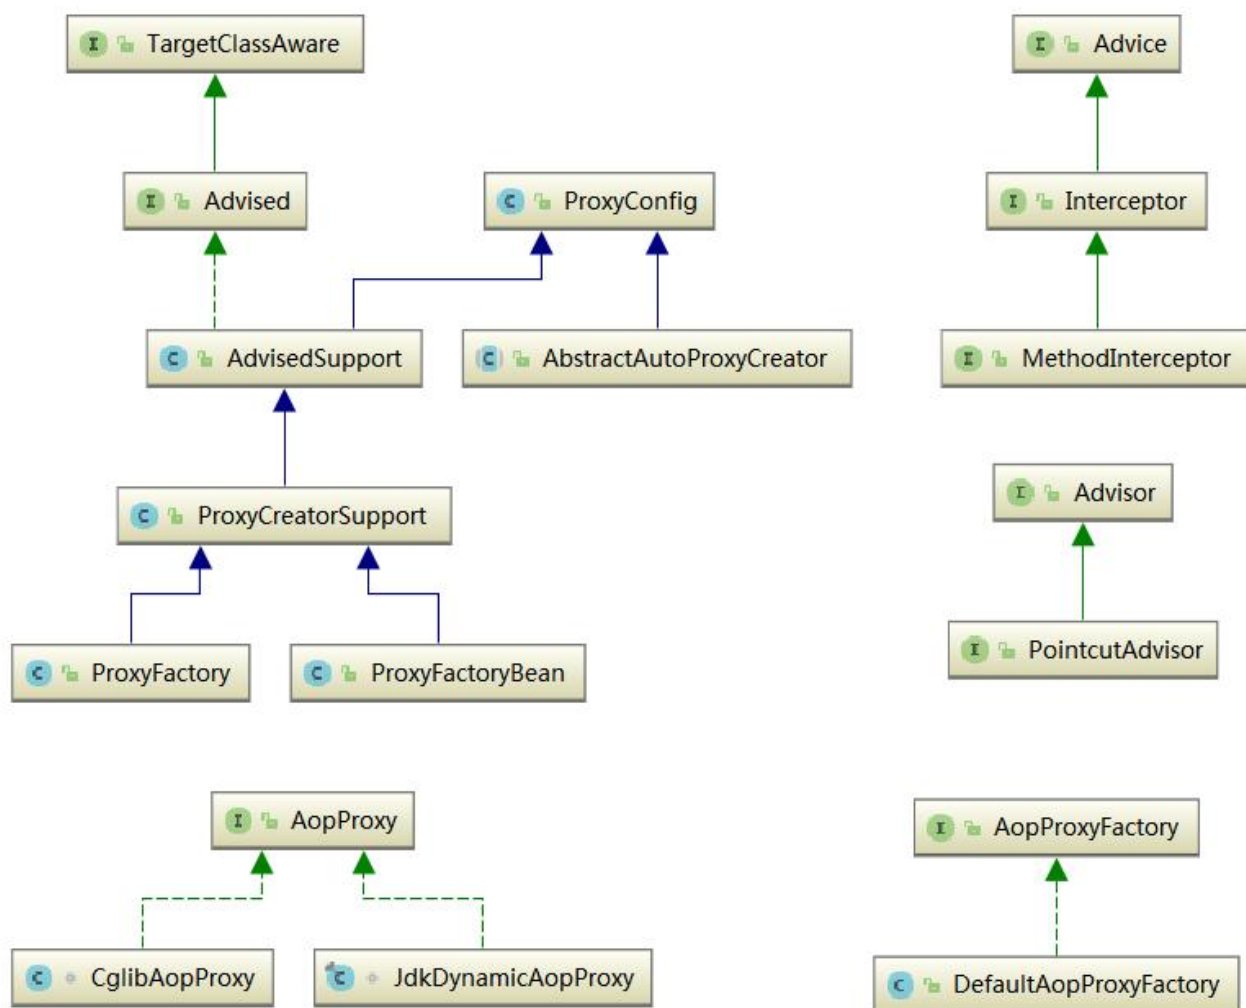 TargetClassAware
Advice
Advised
ProxyConfig
Interceptor
AdvisedSupport
AbstractAutoProxyCreator
MethodInterceptor
ProxyCreatorSupport
Advisor
ProxyFactory
ProxyFactoryBean
PointcutAdvisor
AopProxy
AopProxyFactory
CglibAopProxy
JdkDynamicAopProxy
DefaultAopProxyFactory